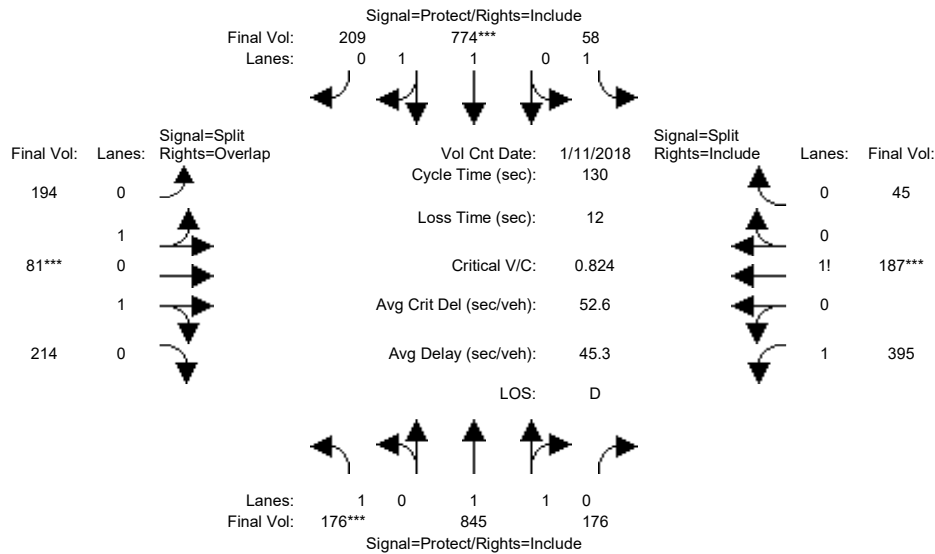 Signal=Protect/Rights=Include
Final Vol: 209 774*** 58
Lanes: 0 1 1 0 1
Signal=Split Signal=Split
Final Vol: Lanes: Rights=Overlap Vol Cnt Date: 1/11/2018 Rights=Include Lanes: Final Vol:
Cycle Time (sec): 130
194 0 0 45
Loss Time (sec): 12
1 0
81*** 0 Critical V/C: 0.824 1! 187***
1 Avg Crit Del (sec/veh): 52.6 0
214 0 Avg Delay (sec/veh): 45.3 1 395
LOS: D
Lanes: 1 0 1 1 0
Final Vol: 176*** 845 176
Signal=Protect/Rights=Include